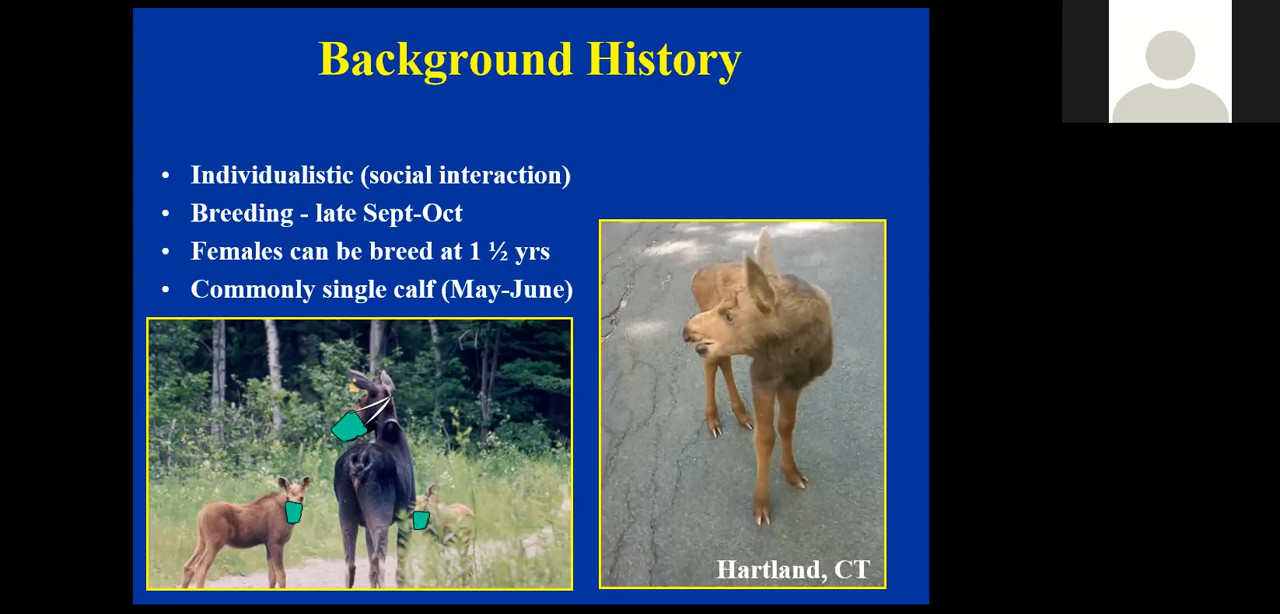 Background History
• Individualistic (social interaction)
• Breeding - late Sept-Oct
• Females can be breed at 1 ½ yrs
• Commonly single calf (May-June)
Hartland, CT